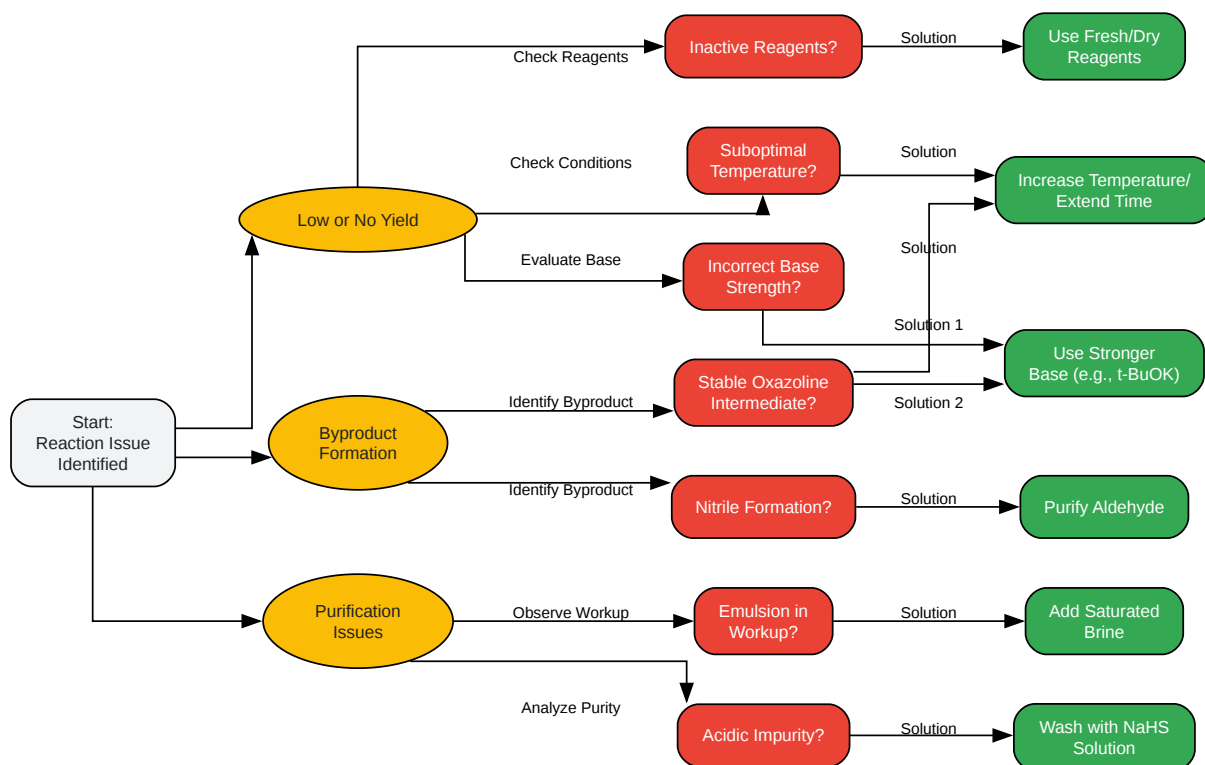 Check Reagents
Inactive Reagents?
Solution
Use Fresh/Dry
Reagents
Low or No Yield
Check Conditions
Suboptimal
Temperature?
Solution
Increase Temperature/
Extend Time
Evaluate Base
Incorrect Base
Strength?
Solution
Solution 1
Use Stronger
Base (e.g., t-BuOK)
Start:
Reaction Issue
Identified
Byproduct
Formation
Identify Byproduct
Stable Oxazoline
Intermediate?
Solution 2
Identify Byproduct
Nitrile Formation?
Solution
Purify Aldehyde
Purification
Issues
Observe Workup
Emulsion in
Workup?
Solution
Add Saturated
Brine
Analyze Purity
Acidic Impurity?
Solution
Wash with NaHS
Solution